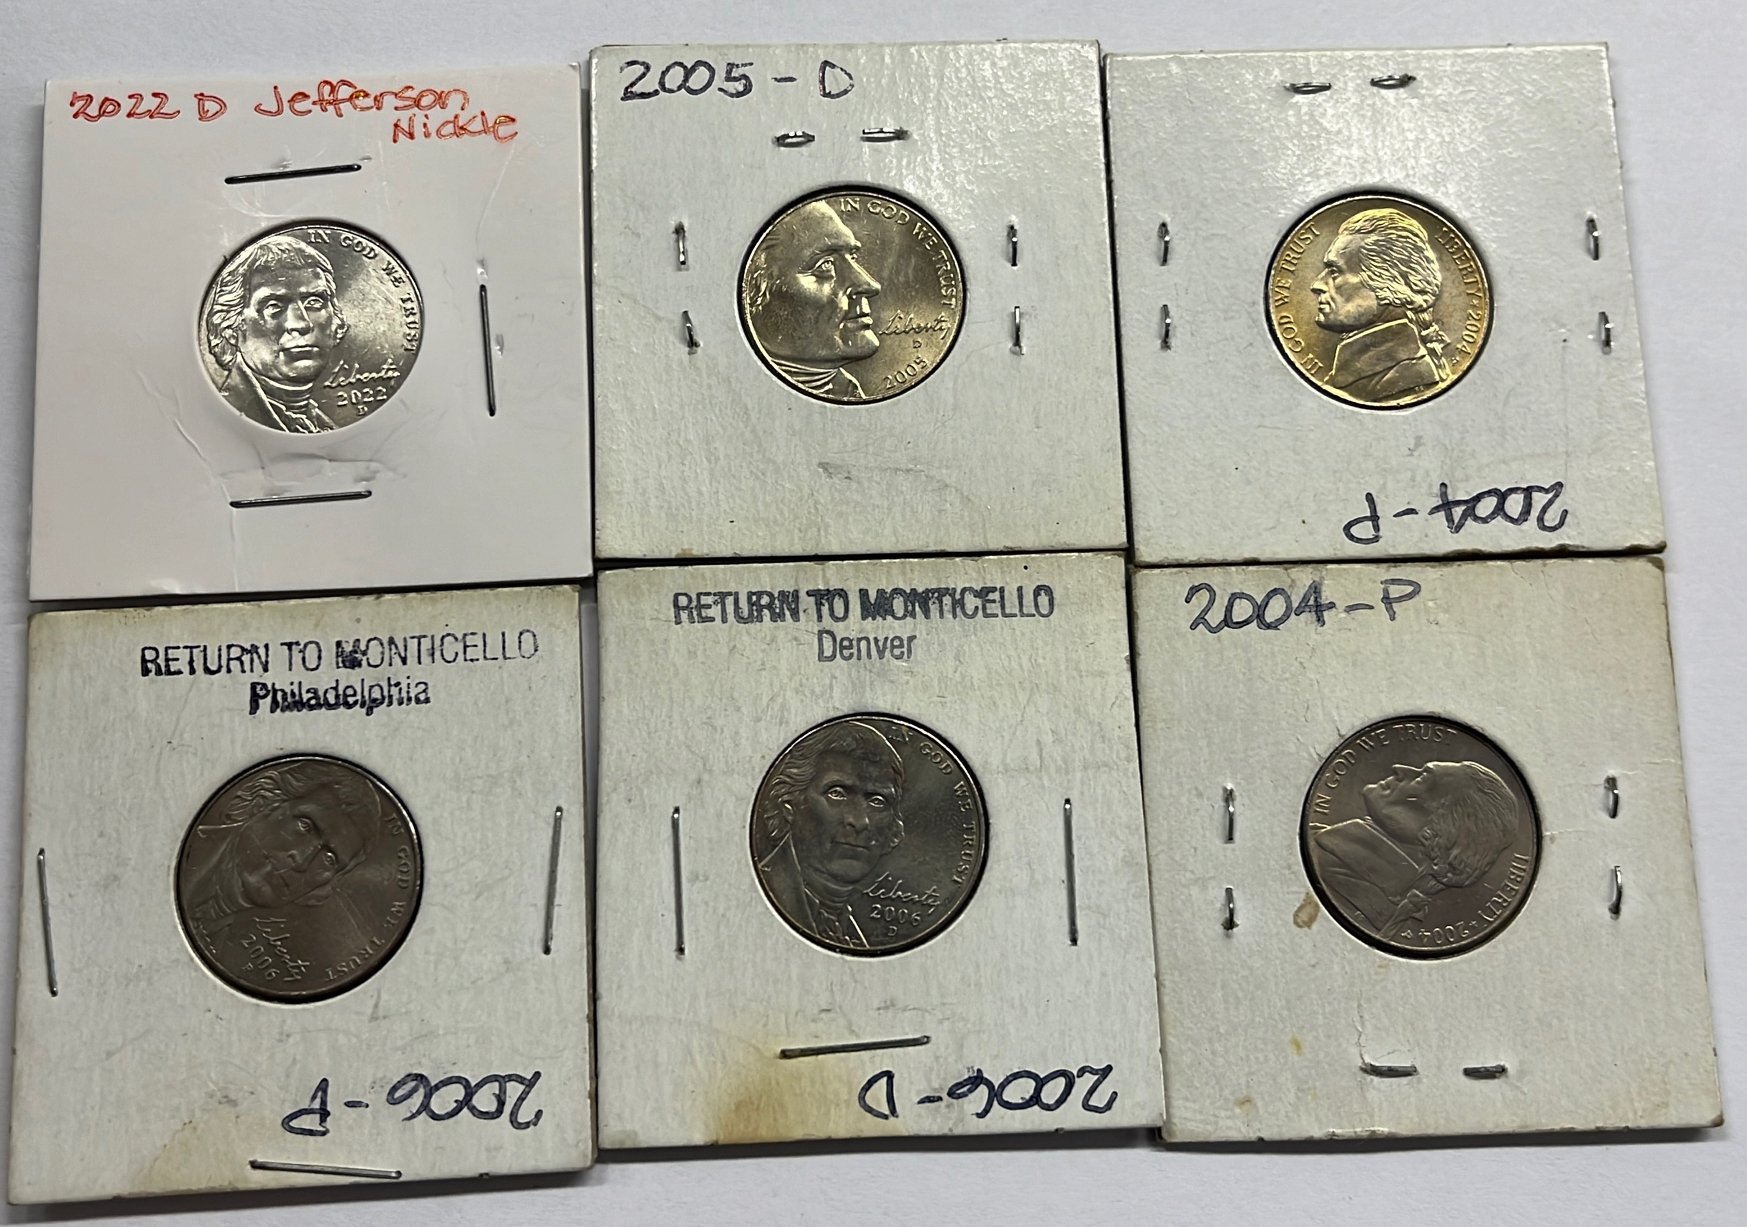 2022 D Jefferson
Nickle
IN GOD WE TRUST
Liberty
2022
D
2005 - D
IN GOD WE TRUST
Liberty
D
2005
IN GOD WE TRUST
LIBERTY 2004 P
2004-P
RETURN TO MONTICELLO
Philadelphia
IN GOD WE TRUST
Liberty
2006
P
2006-P
RETURN TO MONTICELLO
Denver
IN GOD WE TRUST
Liberty
2006
D
2006-D
2004-P
IN GOD WE TRUST
LIBERTY★2004 P